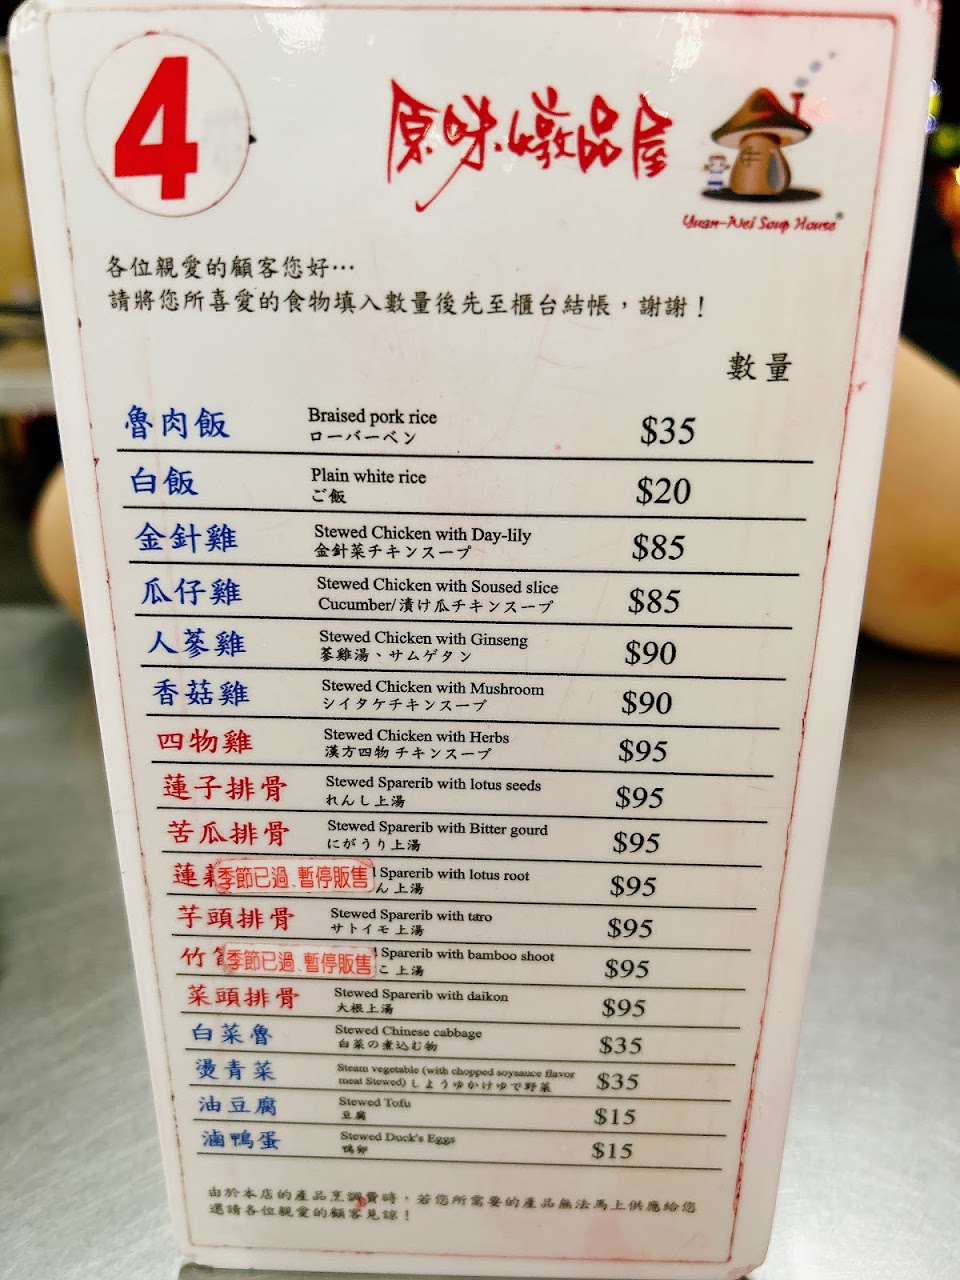 4
原味燉品屋
Yuan-Wei Soup House
各位親愛的顧客您好…
請將您所喜愛的食物填入數量後先至櫃台結帳，謝謝！
數量
魯肉飯 Braised pork rice $35
ローバーベン
白飯 Plain white rice $20
ご飯
金針雞 Stewed Chicken with Day-lily $85
金針菜チキンスープ
瓜仔雞 Stewed Chicken with Soused slice $85
Cucumber/漬け瓜チキンスープ
人蔘雞 Stewed Chicken with Ginseng $90
蔘雞湯、サムゲタン
香菇雞 Stewed Chicken with Mushroom $90
シイタケチキンスープ
四物雞 Stewed Chicken with Herbs $95
漢方四物 チキンスープ
蓮子排骨 Stewed Sparerib with lotus seeds $95
れんし上湯
苦瓜排骨 Stewed Sparerib with Bitter gourd $95
にがうり上湯
蓮 季節已過、暫停販售 Sparerib with lotus root $95
ん 上湯
芋頭排骨 Stewed Sparerib with taro $95
サトイモ上湯
竹 季節已過、暫停販售 Sparerib with bamboo shoot $95
こ 上湯
菜頭排骨 Stewed Sparerib with daikon $95
大根上湯
白菜魯 Stewed Chinese cabbage $35
白菜の煮込む物
燙青菜 Steam vegetable (with chopped soysauce flavor $35
meat Stewed) しようゆかけゆで野菜
油豆腐 Stewed Tofu $15
豆腐
滷鴨蛋 Stewed Duck's Eggs $15
鴨卵
由於本店的產品烹調費時，若您所需要的產品無法馬上供應給您
還請各位親愛的顧客見諒！